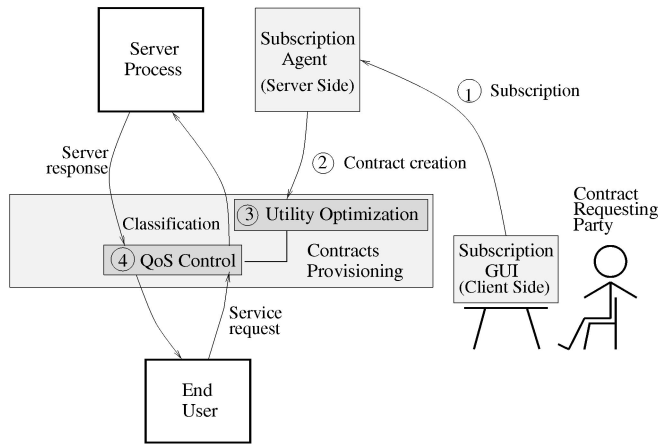 Server
Process
Subscription
Agent
(Server Side)
1 Subscription
Server
response
2 Contract creation
Contract
Requesting
Party
Classification
3 Utility Optimization
4 QoS Control
Contracts
Provisioning
Subscription
GUI
(Client Side)
Service
request
End
User